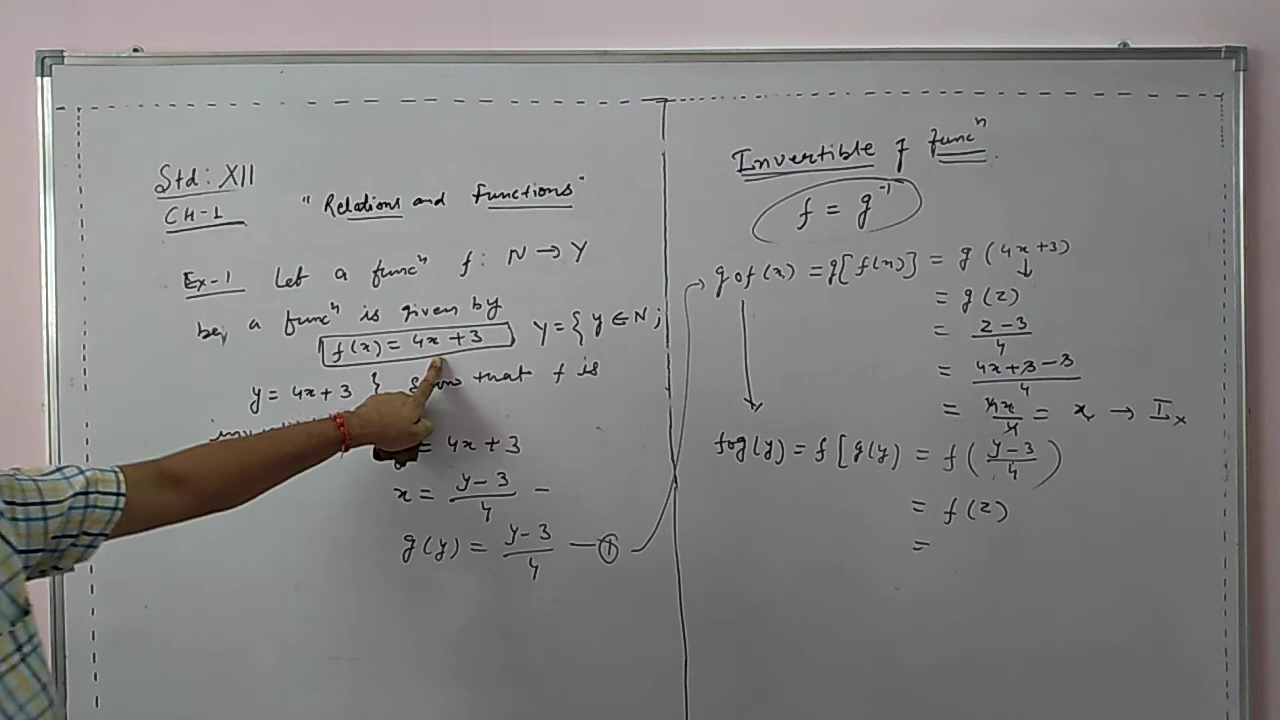 Std: XII
CH-1
"Relations and Functions"
Ex-1 Let a funcⁿ f: N → Y
be, a funcⁿ is given by
f(x) = 4x + 3 Y = { y ∈ N;
y = 4x + 3 } that f is
= 4x + 3
x = y-3/4 -
g(y) = y-3/4 — ①
Invertible of funcⁿ.
f = g⁻¹
gof(x) = g[f(x)] = g(4x+3)
= g(z)
= z-3/4
= 4x+3-3/4
= 4x/4 = x → Ix
fog(y) = f[g(y) = f(y-3/4)
= f(z)
=